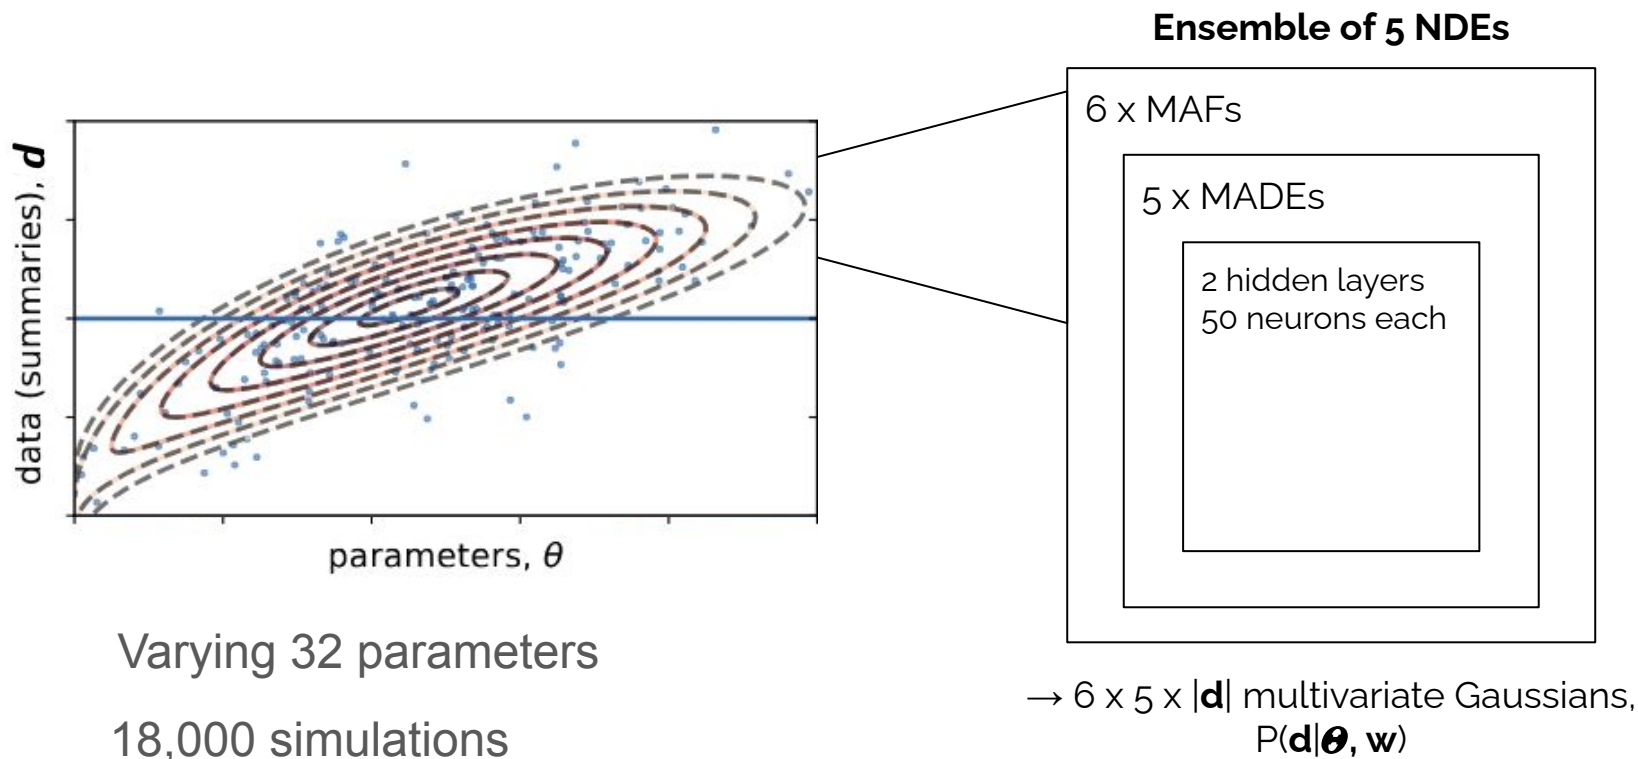 Ensemble of 5 NDEs
6 x MAFs
5 x MADEs
2 hidden layers
50 neurons each
data (summaries), d
parameters, θ
Varying 32 parameters
18,000 simulations
→ 6 x 5 x |d| multivariate Gaussians,
P(d|Θ, w)